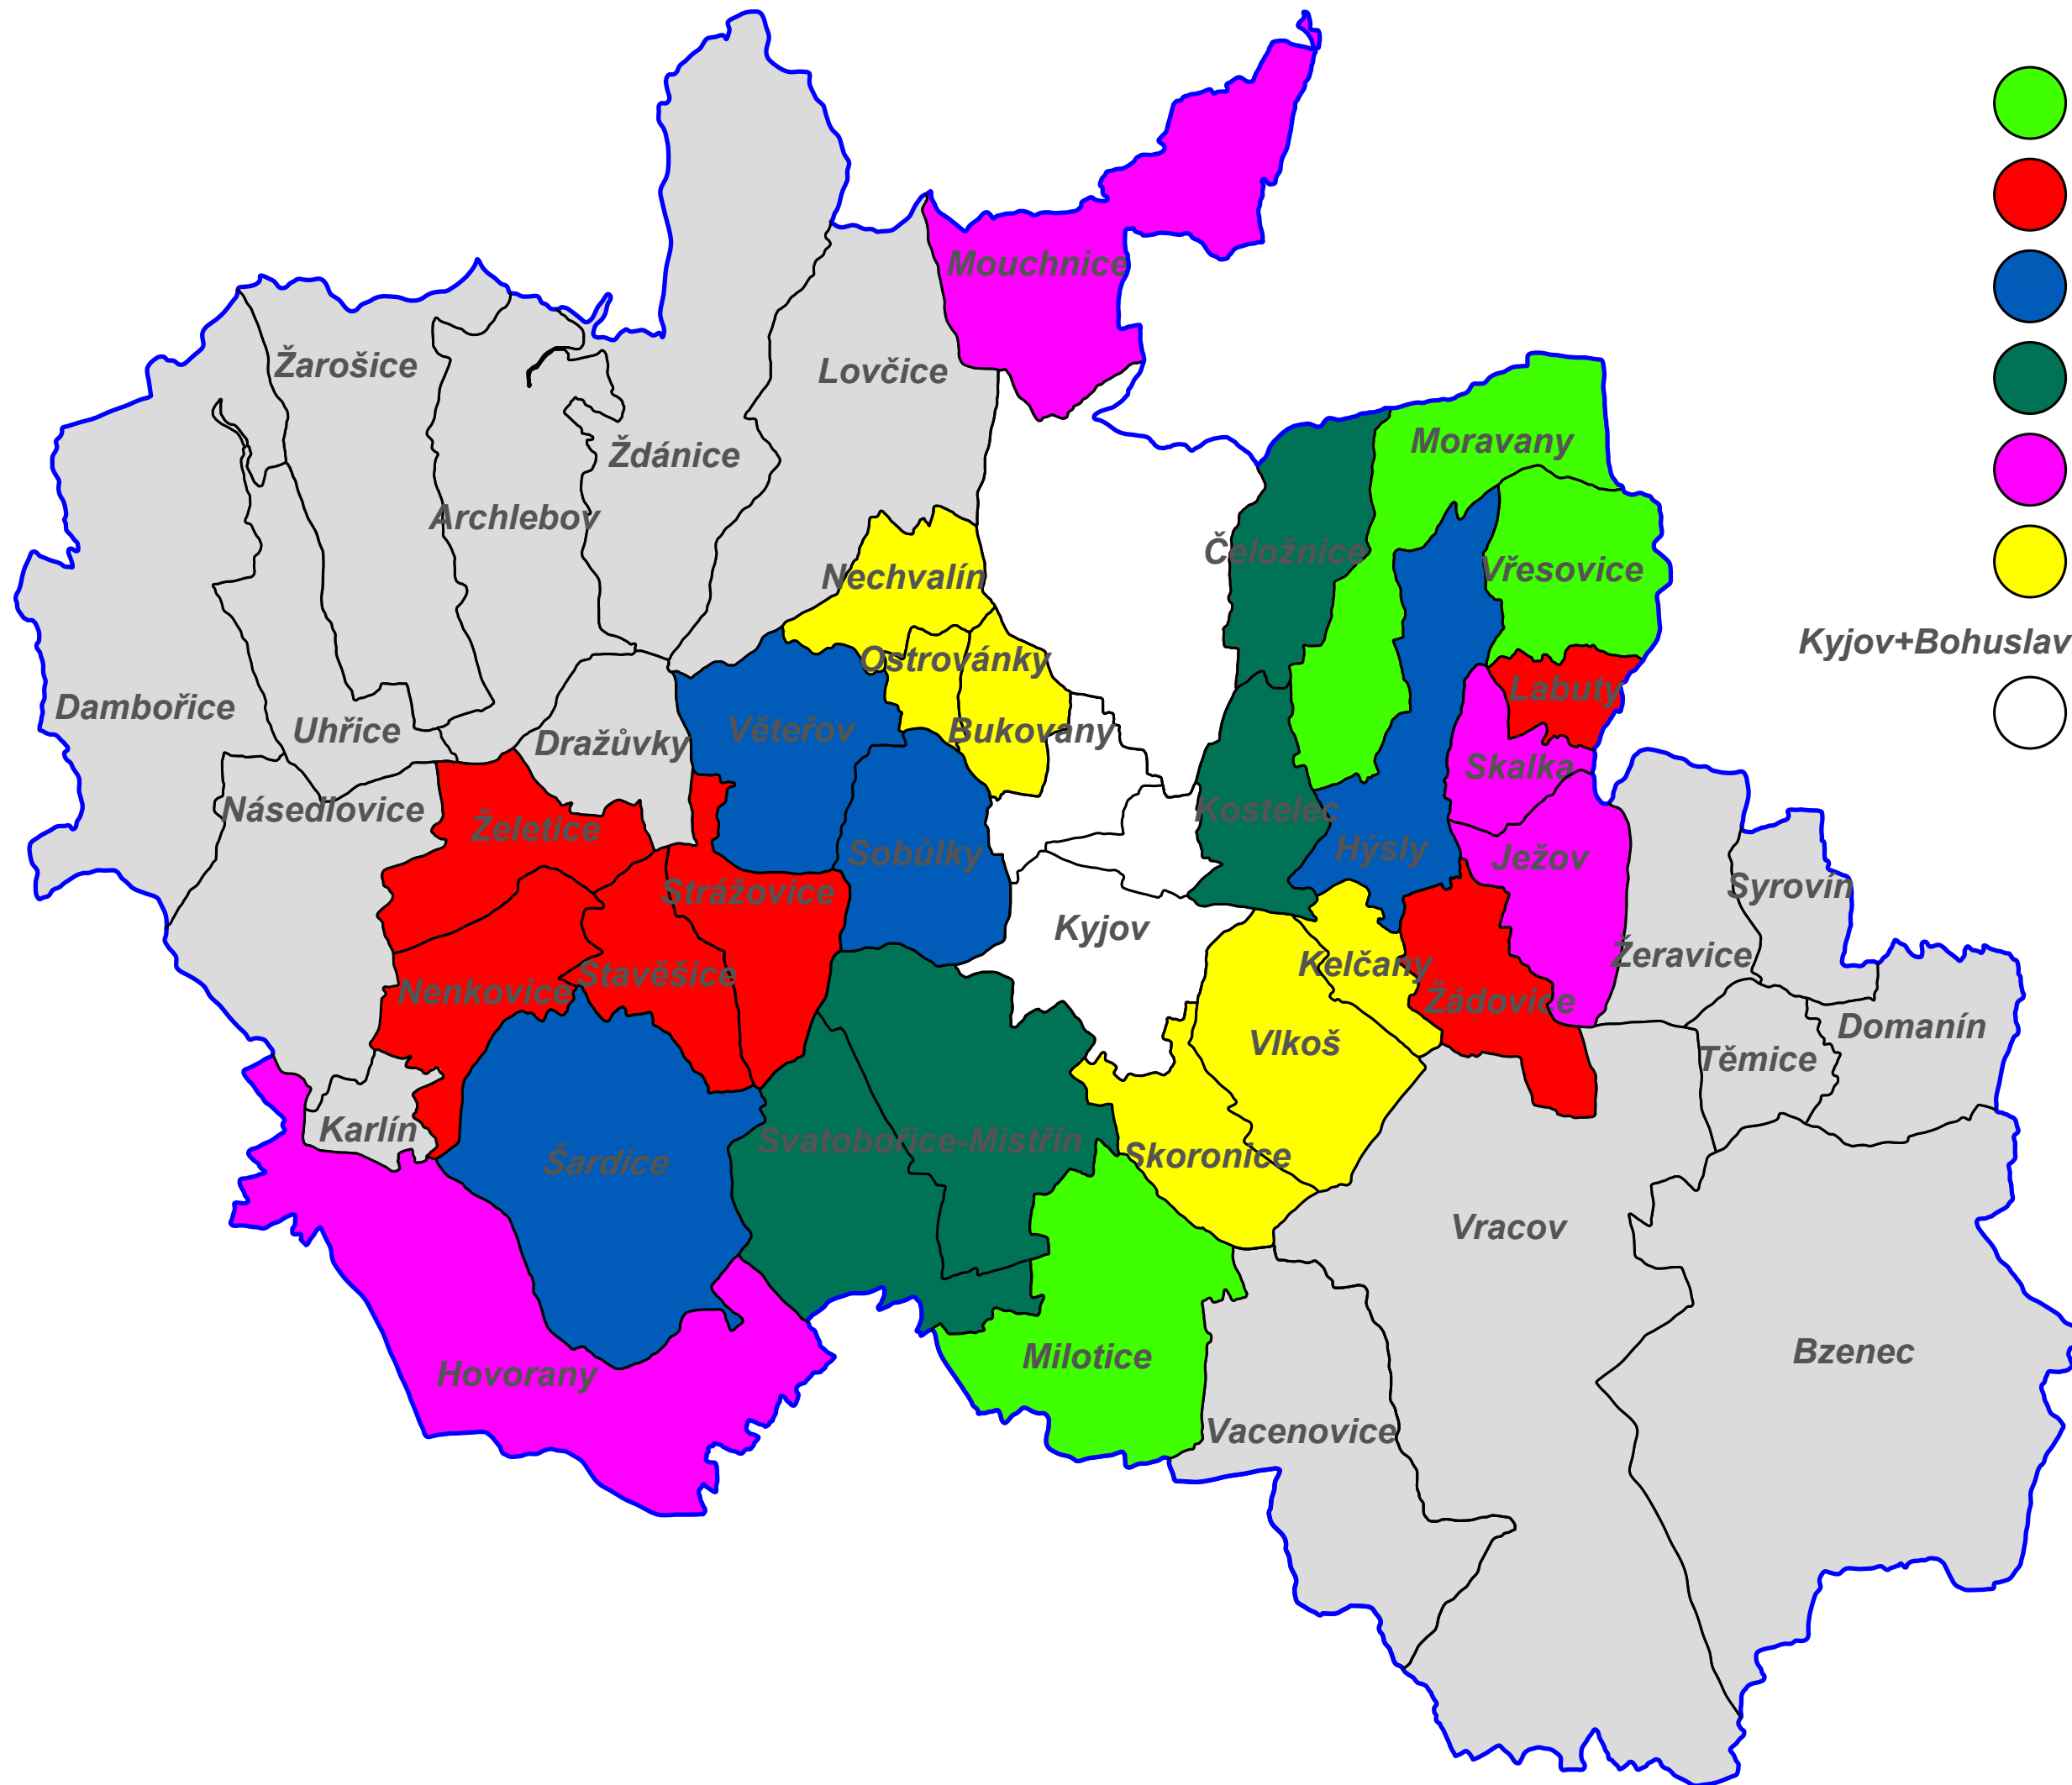 Mouchnice
Žarošice
Lovčice
Moravany
Ždánice
Archlebov
Čeložnice
Vřesovice
Nechvalín
Kyjov+Bohuslav
Ostrovánky
Labuty
Dambořice
Uhřice
Věteřov
Bukovany
Dražůvky
Skalka
Násedlovice
Kostelec
Želetice
Sobůlky
Hýsly
Ježov
Syrovín
Strážovice
Kyjov
Žeravice
Kelčany
Stavěšice
Nenkovice
Žádovice
Domanín
Vlkoš
Těmice
Karlín
Svatobořice-Mistřín
Skoronice
Šardice
Vracov
Bzenec
Milotice
Hovorany
Vacenovice